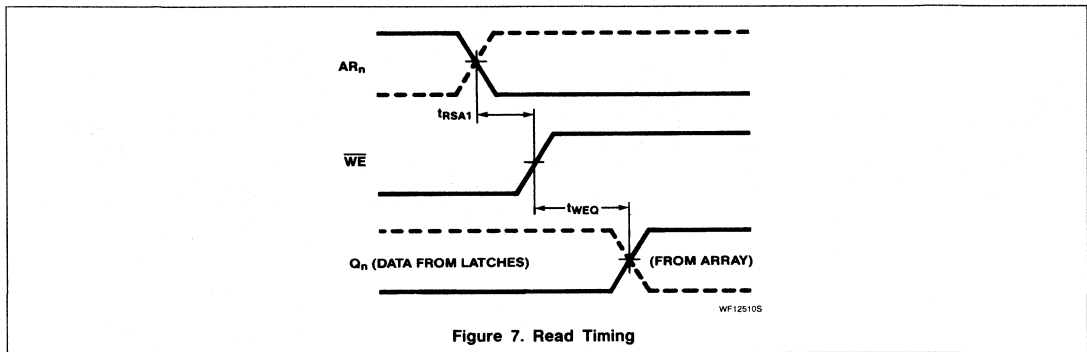 ARn
tRSA1
WE
tWEQ
Qn (DATA FROM LATCHES) (FROM ARRAY)
WF12510S
Figure 7. Read Timing